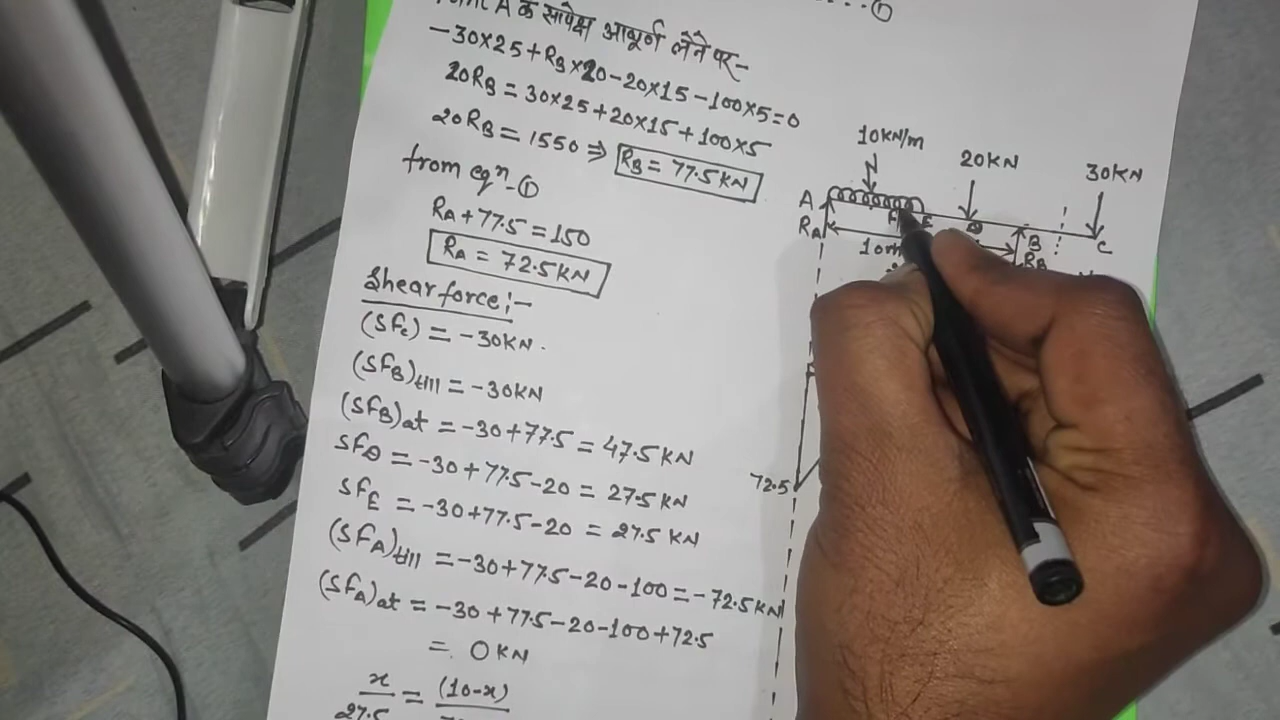 ....①
A के सापेक्ष आघूर्ण लेने पर-
-30×25+RB×20-20×15-100×5=0
20RB = 30×25+20×15+100×5
20RB = 1550 ⇒ RB = 77.5KN
from eqn-①
RA+77.5=150
RA = 72.5KN
Shear force:-
(SFC) = -30KN.
(SFB)till = -30KN
(SFB)at = -30+77.5 = 47.5KN
SFD = -30+77.5-20 = 27.5KN
SFE = -30+77.5-20 = 27.5KN
(SFA)till = -30+77.5-20-100=-72.5KN
(SFA)at = -30+77.5-20-100+72.5
= 0KN
x/27.5 = (10-x)
10KN/m
20KN
30KN
A
E
D
B
C
RA
10m
RB
72.5